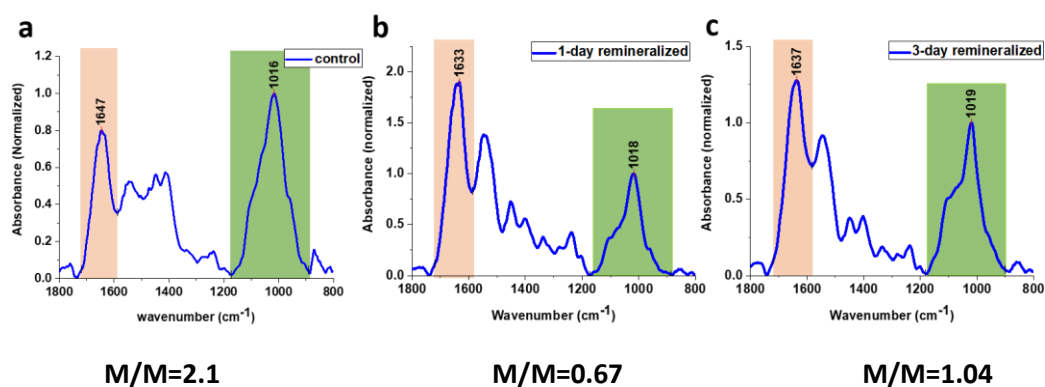 a
1.2
1.0
0.8
0.6
0.4
0.2
0.0
1800 1600 1400 1200 1000 800
Absorbance (Normalized)
wavenumber (cm⁻¹)
control
1647
1016
M/M=2.1
b
2.0
1.5
1.0
0.5
0.0
1800 1600 1400 1200 1000 800
Absorbance (normalized)
Wavenumber (cm⁻¹)
1-day remineralized
1633
1018
M/M=0.67
c
1.5
1.0
0.5
0.0
1800 1600 1400 1200 1000 800
Absorbance (normalized)
Wavenumber (cm⁻¹)
3-day remineralized
1637
1019
M/M=1.04